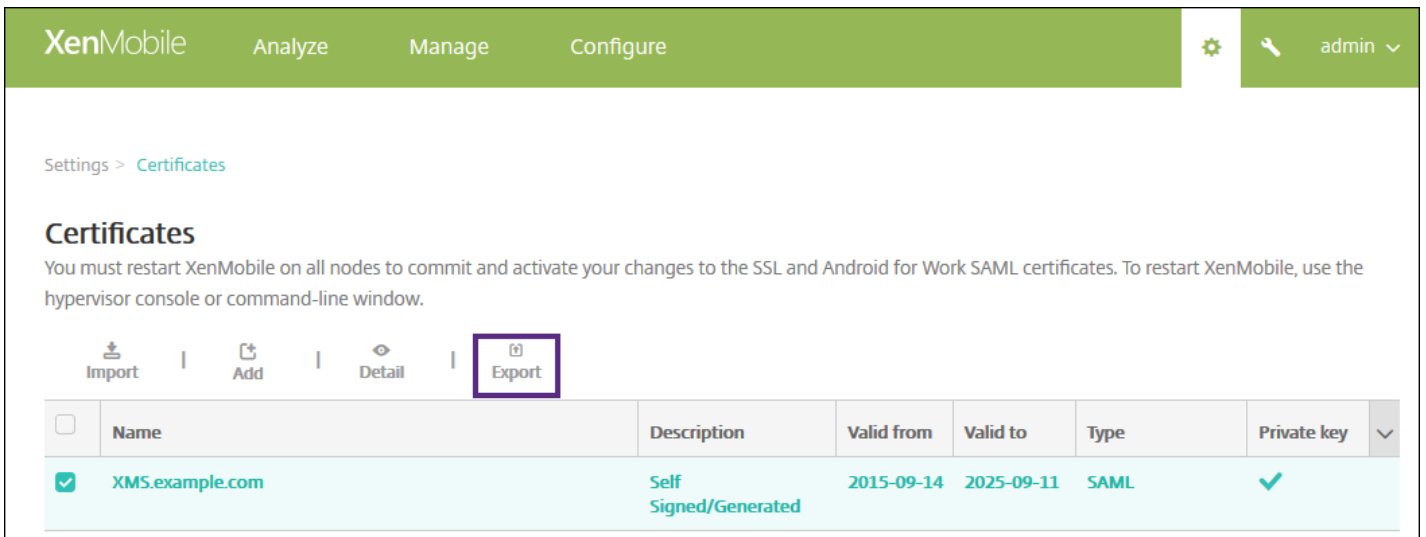 XenMobile Analyze Manage Configure admin
Settings > Certificates
Certificates
You must restart XenMobile on all nodes to commit and activate your changes to the SSL and Android for Work SAML certificates. To restart XenMobile, use the
hypervisor console or command-line window.
Import | Add | Detail | Export
Name Description Valid from Valid to Type Private key
XMS.example.com Self 2015-09-14 2025-09-11 SAML
Signed/Generated